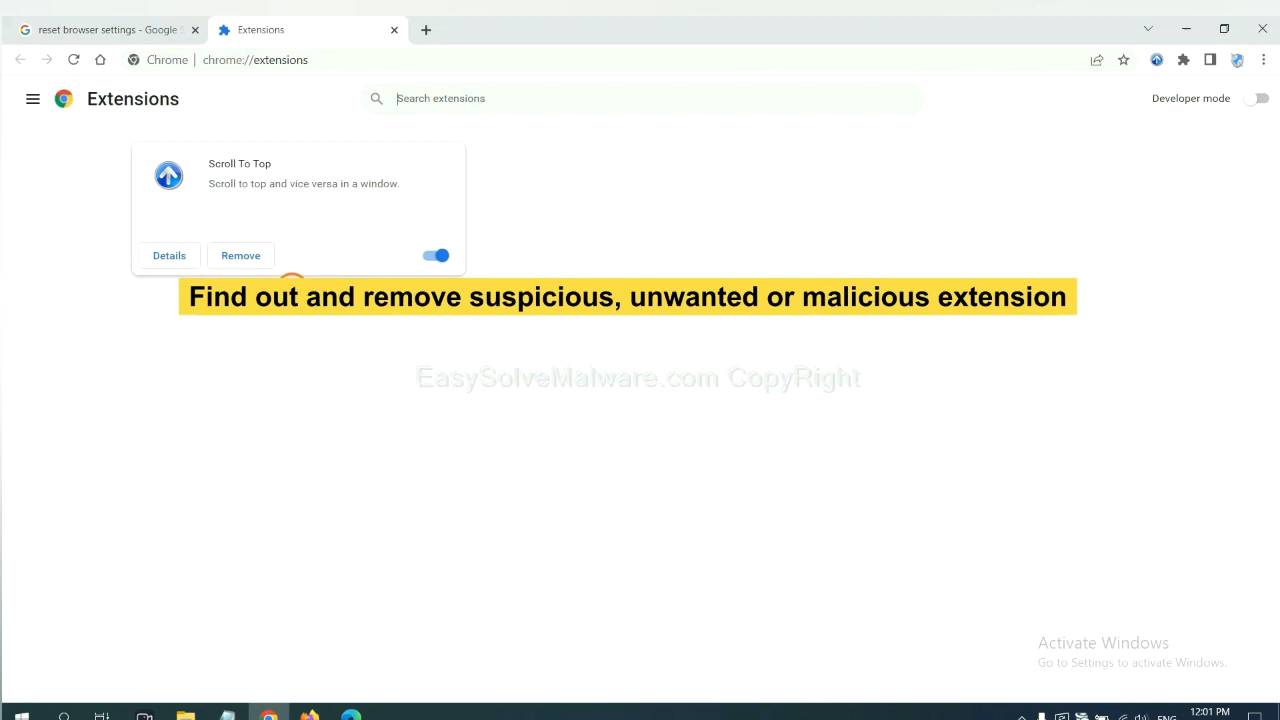 reset browser settings - Google
Extensions
Chrome
chrome://extensions
Extensions
Search extensions
Developer mode
Scroll To Top
Scroll to top and vice versa in a window.
Details
Remove
Find out and remove suspicious, unwanted or malicious extension
EasySolveMalware.com CopyRight
Activate Windows
Go to Settings to activate Windows.
12:01 PM
ENG